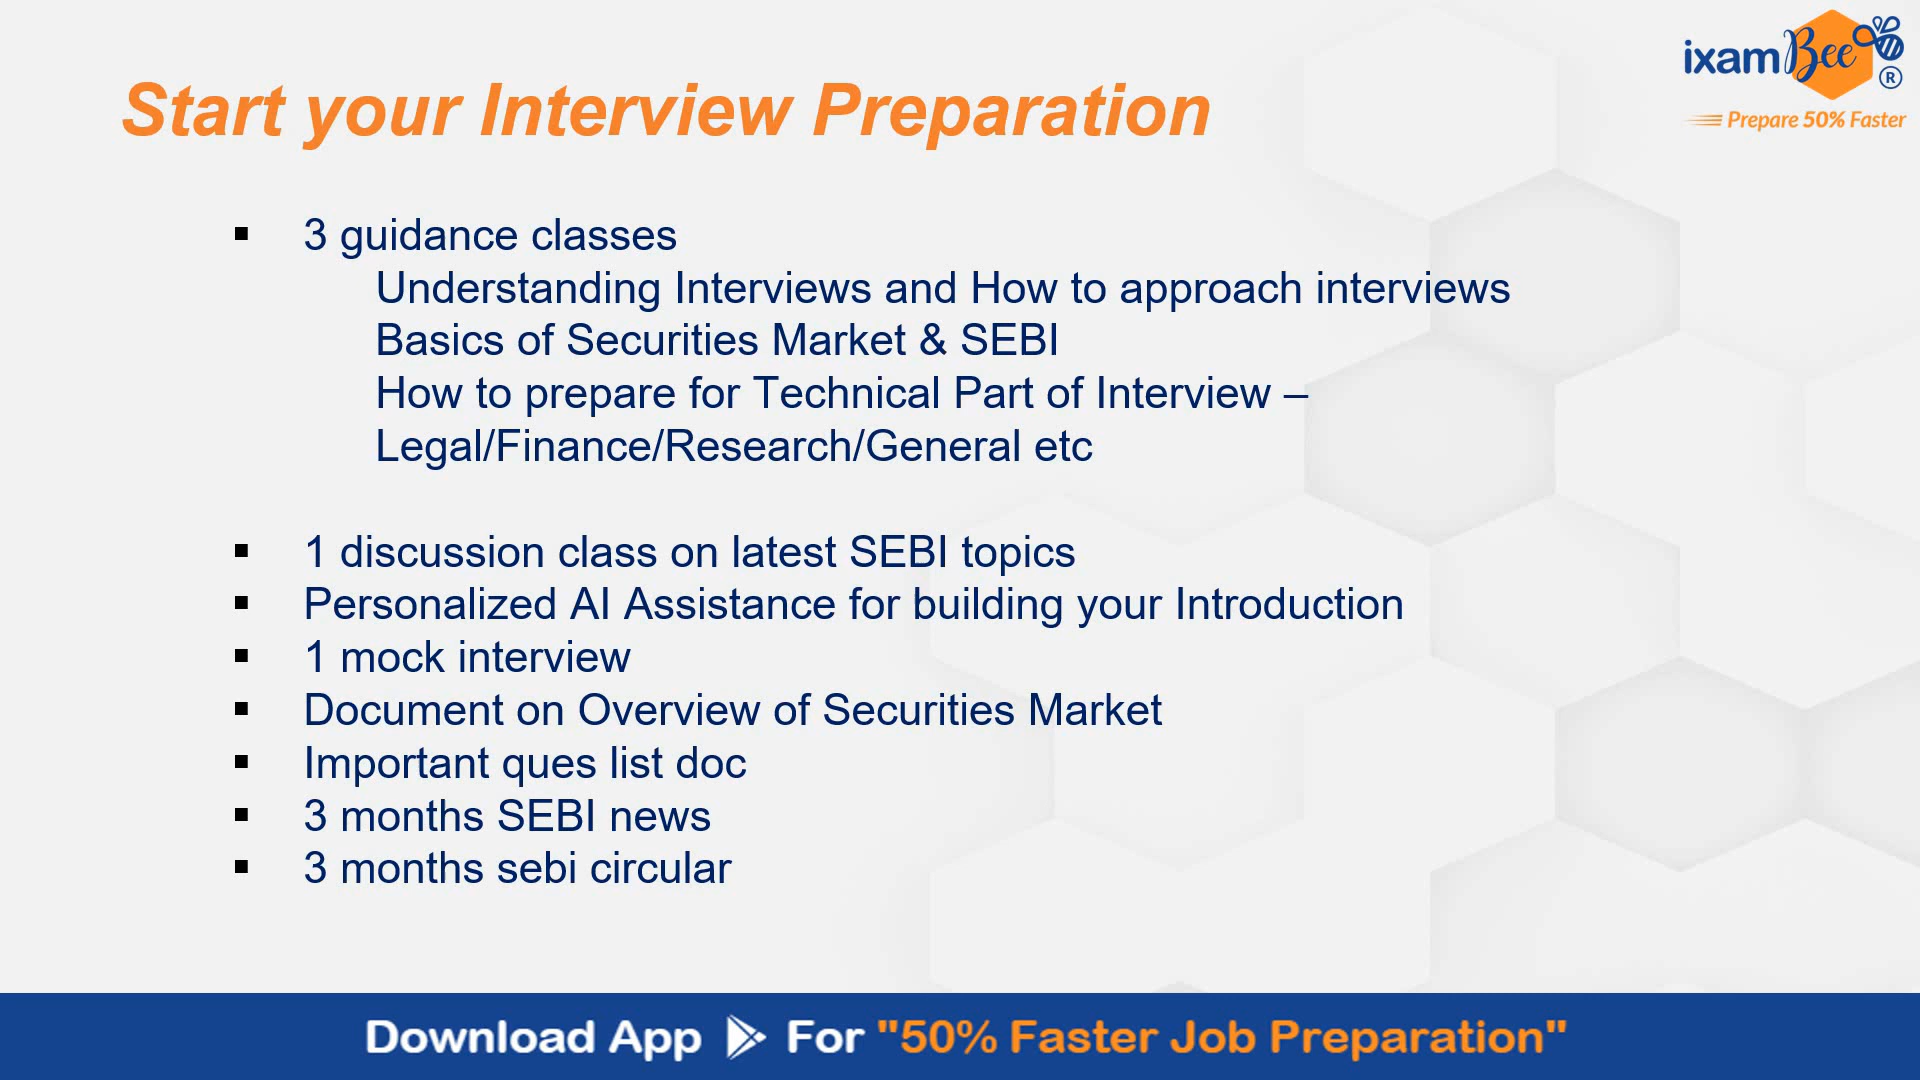 Start your Interview Preparation
ixamBee®
Prepare 50% Faster
▪ 3 guidance classes
Understanding Interviews and How to approach interviews
Basics of Securities Market & SEBI
How to prepare for Technical Part of Interview –
Legal/Finance/Research/General etc
▪ 1 discussion class on latest SEBI topics
▪ Personalized AI Assistance for building your Introduction
▪ 1 mock interview
▪ Document on Overview of Securities Market
▪ Important ques list doc
▪ 3 months SEBI news
▪ 3 months sebi circular
Download App For "50% Faster Job Preparation"